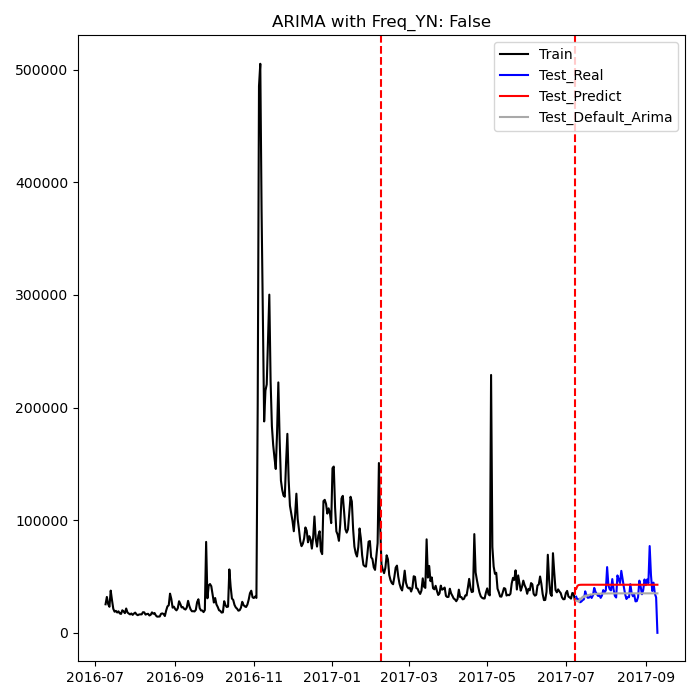 ARIMA with Freq_YN: False
Train
Test_Real
Test_Predict
Test_Default_Arima
500000
400000
300000
200000
100000
0
2016-07 2016-09 2016-11 2017-01 2017-03 2017-05 2017-07 2017-09